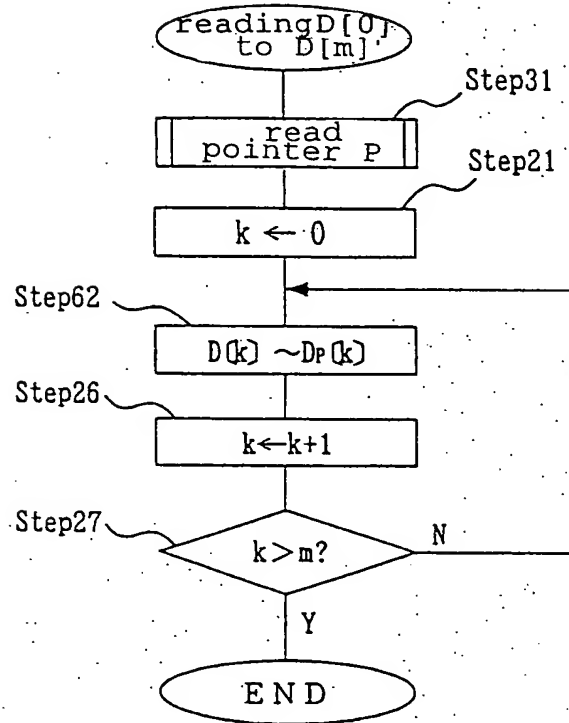 readingD[0]
to D[m]'
Step31
read
pointer P
Step21
k ← 0
Step62
D(k) ~DP(k)
Step26
k←k+1
Step27
k>m?
N
Y
END